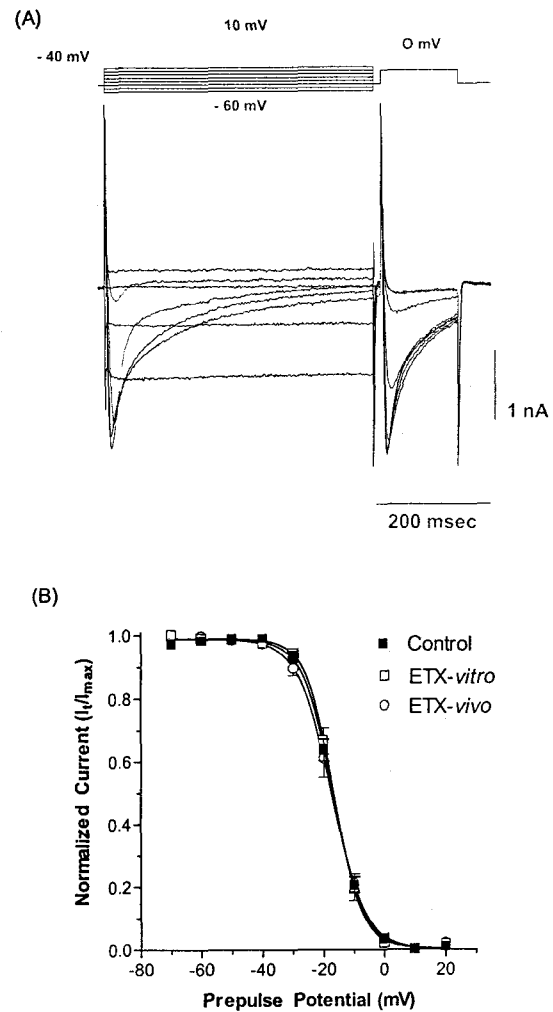 (A)
10 mV
O mV
- 40 mV
- 60 mV
1 nA
200 msec
(B)
1.0
0.8
0.6
0.4
0.2
0.0
Normalized Current (It/Imax)
Control
ETX-vitro
ETX-vivo
-80 -60 -40 -20 0 20
Prepulse Potential (mV)